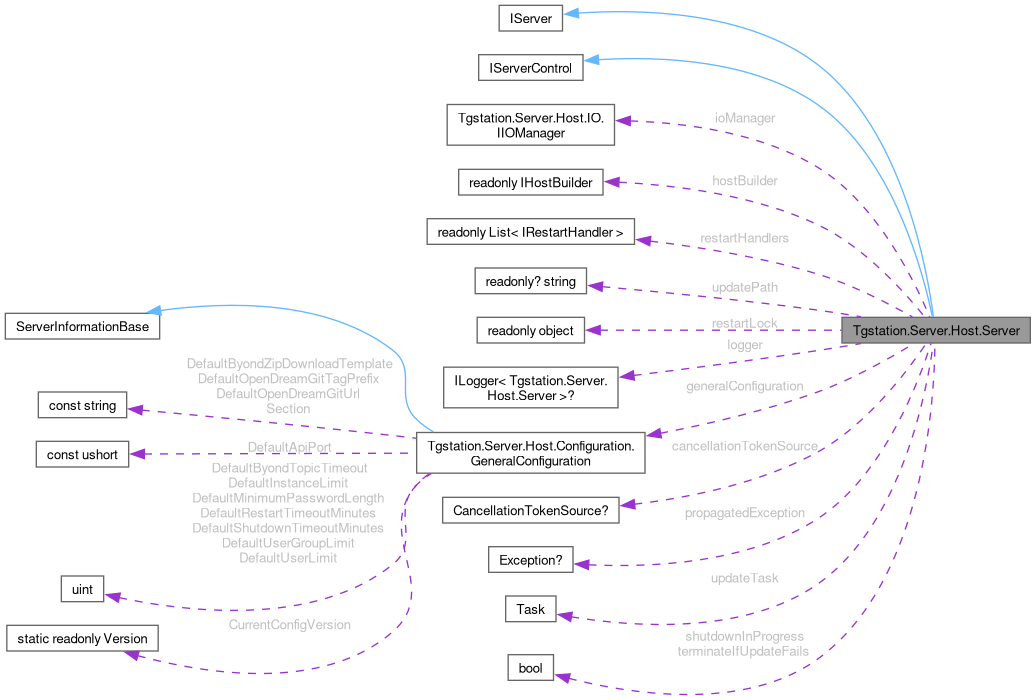 IServer
IServerControl
Tgstation.Server.Host.IO.
IIOManager
ioManager
readonly IHostBuilder
hostBuilder
readonly List< IRestartHandler >
restartHandlers
readonly? string
updatePath
ServerInformationBase
readonly object
restartLock
Tgstation.Server.Host.Server
logger
ILogger< Tgstation.Server.
Host.Server >?
DefaultByondZipDownloadTemplate
DefaultOpenDreamGitTagPrefix
DefaultOpenDreamGitUrl
Section
generalConfiguration
const string
Tgstation.Server.Host.Configuration.
GeneralConfiguration
cancellationTokenSource
const ushort
DefaultApiPort
DefaultByondTopicTimeout
DefaultInstanceLimit
DefaultMinimumPasswordLength
DefaultRestartTimeoutMinutes
DefaultShutdownTimeoutMinutes
DefaultUserGroupLimit
DefaultUserLimit
CancellationTokenSource?
propagatedException
Exception?
updateTask
uint
Task
CurrentConfigVersion
static readonly Version
shutdownInProgress
terminateIfUpdateFails
bool